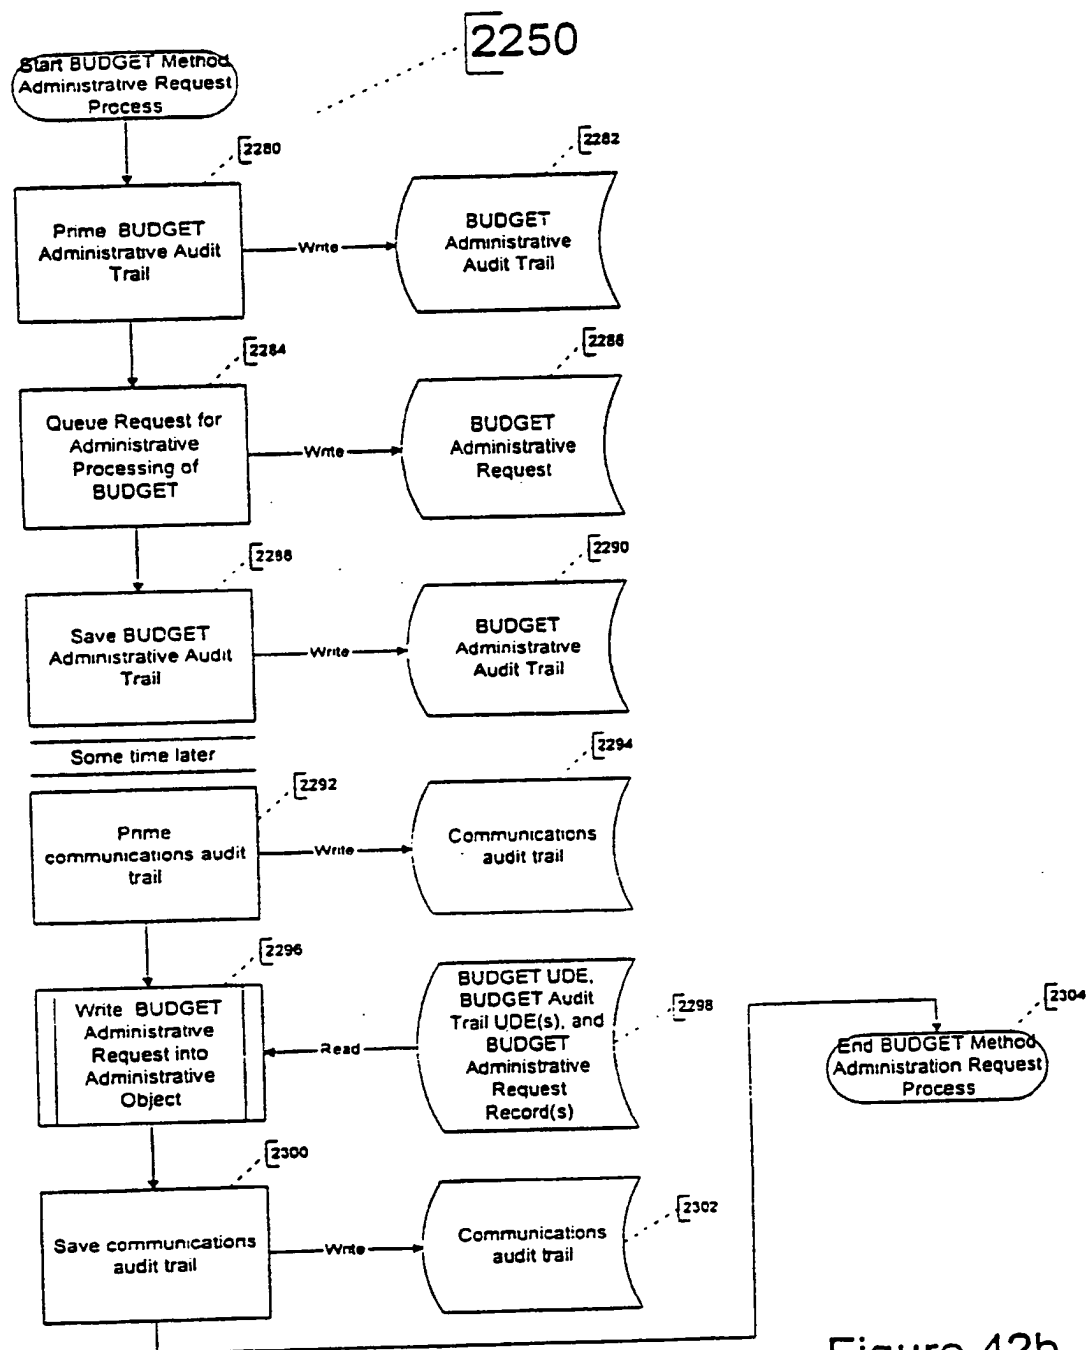 2250
Start BUDGET Method
Administrative Request
Process
2280
2282
Prime BUDGET
Administrative Audit
Trail
Write
BUDGET
Administrative
Audit Trail
2284
2286
Queue Request for
Administrative
Processing of
BUDGET
Write
BUDGET
Administrative
Request
2288
2290
Save BUDGET
Administrative Audit
Trail
Write
BUDGET
Administrative
Audit Trail
Some time later
2292
2294
Prime
communications audit
trail
Write
Communications
audit trail
2296
2298
Write BUDGET
Administrative
Request into
Administrative
Object
Read
BUDGET UDE,
BUDGET Audit
Trail UDE(s), and
BUDGET
Administrative
Request
Record(s)
2304
End BUDGET Method
Administration Request
Process
2300
2302
Save communications
audit trail
Write
Communications
audit trail
Figure 42b